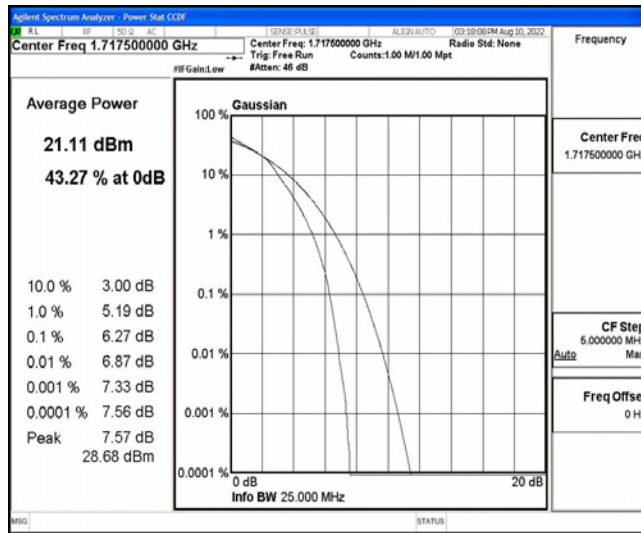 Agilent Spectrum Analyzer - Power Stat CCDF
RL RF 50 Ω AC SENSE:PULSE ALIGN AUTO 03:18:08 PM Aug 10, 2022
Center Freq 1.717500000 GHz
Center Freq: 1.717500000 GHz Radio Std: None
Trig: Free Run Counts:1.00 M/1.00 Mpt
#IFGain:Low #Atten: 46 dB
Frequency
Average Power
21.11 dBm
43.27 % at 0dB
10.0 % 3.00 dB
1.0 % 5.19 dB
0.1 % 6.27 dB
0.01 % 6.87 dB
0.001 % 7.33 dB
0.0001 % 7.56 dB
Peak 7.57 dB
28.68 dBm
Gaussian
100 %
10 %
1 %
0.1 %
0.01 %
0.001 %
0.0001 %
0 dB 20 dB
Info BW 25.000 MHz
Center Fre
1.717500000 GH
CF Step
5.000000 MH
Auto Ma
Freq Offse
0 H
MSG STATUS